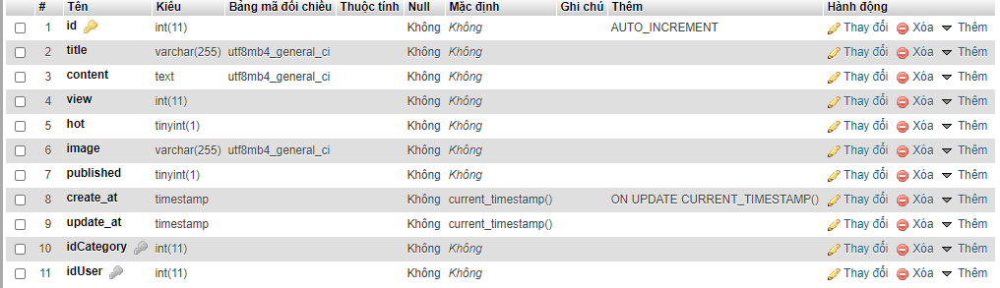 # Tên Kiểu Bảng mã đối chiếu Thuộc tính Null Mặc định Ghi chú Thêm Hành động
1 id int(11) Không Không AUTO_INCREMENT Thay đổi Xóa Thêm
2 title varchar(255) utf8mb4_general_ci Không Không Thay đổi Xóa Thêm
3 content text utf8mb4_general_ci Không Không Thay đổi Xóa Thêm
4 view int(11) Không Không Thay đổi Xóa Thêm
5 hot tinyint(1) Không Không Thay đổi Xóa Thêm
6 image varchar(255) utf8mb4_general_ci Không Không Thay đổi Xóa Thêm
7 published tinyint(1) Không Không Thay đổi Xóa Thêm
8 create_at timestamp Không current_timestamp() ON UPDATE CURRENT_TIMESTAMP() Thay đổi Xóa Thêm
9 update_at timestamp Không current_timestamp() Thay đổi Xóa Thêm
10 idCategory int(11) Không Không Thay đổi Xóa Thêm
11 idUser int(11) Không Không Thay đổi Xóa Thêm